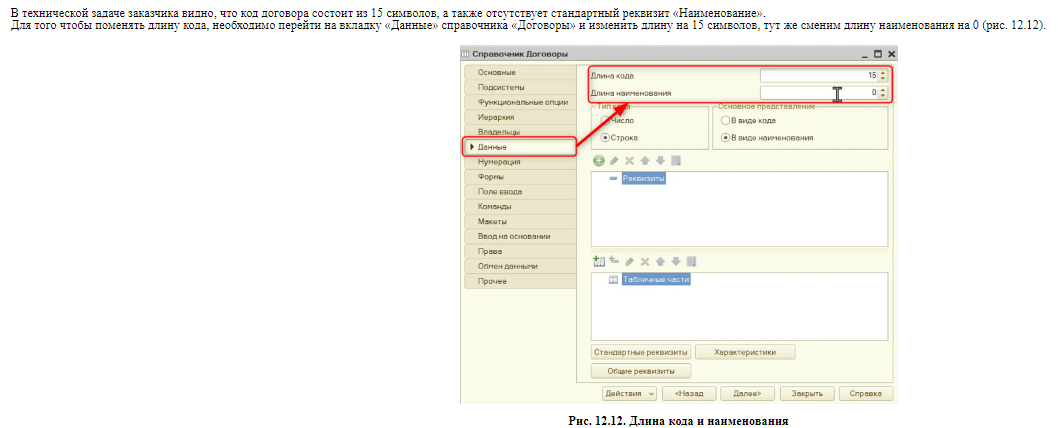 В технической задаче заказчика видно, что код договора состоит из 15 символов, а также отсутствует стандартный реквизит «Наименование».
Для того чтобы поменять длину кода, необходимо перейти на вкладку «Данные» справочника «Договоры» и изменить длину на 15 символов, тут же сменим длину наименования на 0 (рис. 12.12).
Справочник Договоры
Основные
Подсистемы
Функциональные опции
Иерархия
Владельцы
Данные
Нумерация
Формы
Поле ввода
Команды
Макеты
Ввод на основании
Права
Обмен данными
Прочее
Длина кода 15
Длина наименования 0
Тип кода Основное представление
Число В виде кода
Строка В виде наименования
Реквизиты
Табличные части
Стандартные реквизиты Характеристики
Общие реквизиты
Действия <Назад Далее> Закрыть Справка
Рис. 12.12. Длина кода и наименования